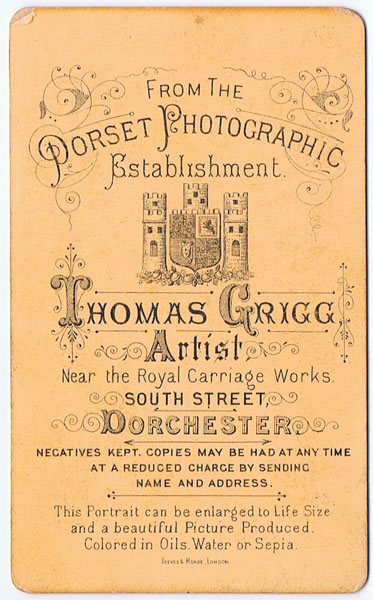 FROM THE
DORSET PHOTOGRAPHIC
Establishment.
THOMAS GRIGG
Artist,
Near the Royal Carriage Works.
SOUTH STREET,
DORCHESTER.
NEGATIVES KEPT. COPIES MAY BE HAD AT ANY TIME
AT A REDUCED CHARGE BY SENDING
NAME AND ADDRESS.
This Portrait can be enlarged to Life Size
and a beautiful Picture Produced,
Colored in Oils, Water or Sepia.
LONDON